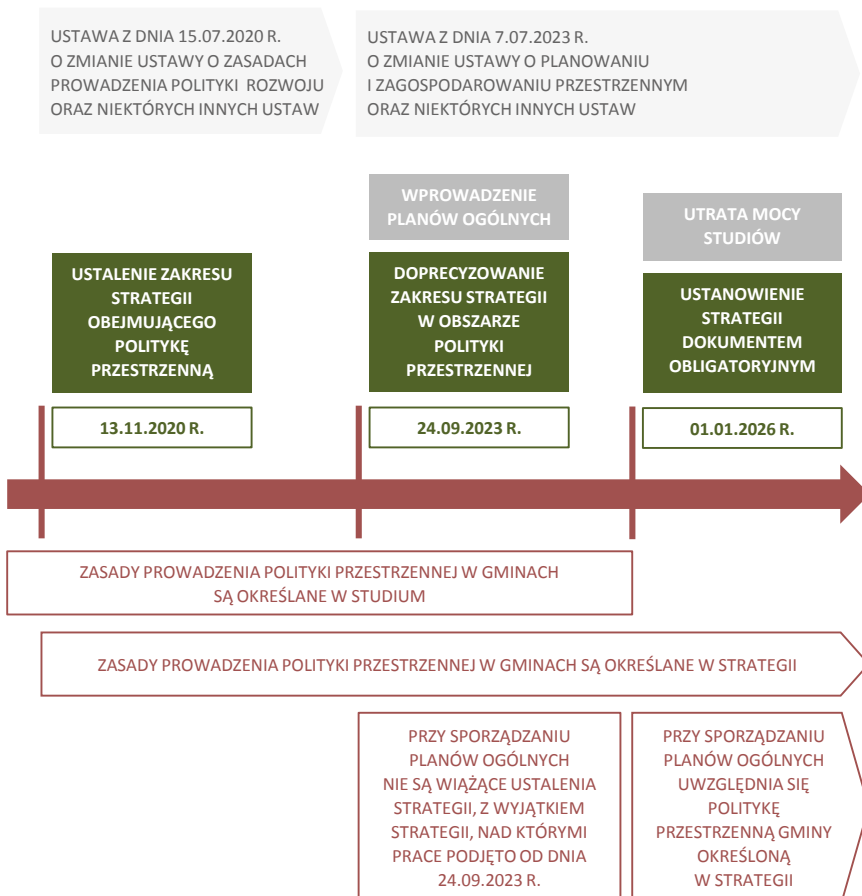 USTAWA Z DNIA 15.07.2020 R.
O ZMIANIE USTAWY O ZASADACH
PROWADZENIA POLITYKI ROZWOJU
ORAZ NIEKTÓRYCH INNYCH USTAW
USTAWA Z DNIA 7.07.2023 R.
O ZMIANIE USTAWY O PLANOWANIU
I ZAGOSPODAROWANIU PRZESTRZENNYM
ORAZ NIEKTÓRYCH INNYCH USTAW
WPROWADZENIE
PLANÓW OGÓLNYCH
UTRATA MOCY
STUDIÓW
USTALENIE ZAKRESU
STRATEGII
OBEJMUJĄCEGO
POLITYKĘ
PRZESTRZENNĄ
DOPRECYZOWANIE
ZAKRESU STRATEGII
W OBSZARZE
POLITYKI
PRZESTRZENNEJ
USTANOWIENIE
STRATEGII
DOKUMENTEM
OBLIGATORYJNYM
13.11.2020 R.
24.09.2023 R.
01.01.2026 R.
ZASADY PROWADZENIA POLITYKI PRZESTRZENNEJ W GMINACH
SĄ OKREŚLANE W STUDIUM
ZASADY PROWADZENIA POLITYKI PRZESTRZENNEJ W GMINACH SĄ OKREŚLANE W STRATEGII
PRZY SPORZĄDZANIU
PLANÓW OGÓLNYCH
NIE SĄ WIĄŻĄCE USTALENIA
STRATEGII, Z WYJĄTKIEM
STRATEGII, NAD KTÓRYMI
PRACE PODJĘTO OD DNIA
24.09.2023 R.
PRZY SPORZĄDZANIU
PLANÓW OGÓLNYCH
UWZGLĘDNIA SIĘ
POLITYKĘ
PRZESTRZENNĄ GMINY
OKREŚLONĄ
W STRATEGII